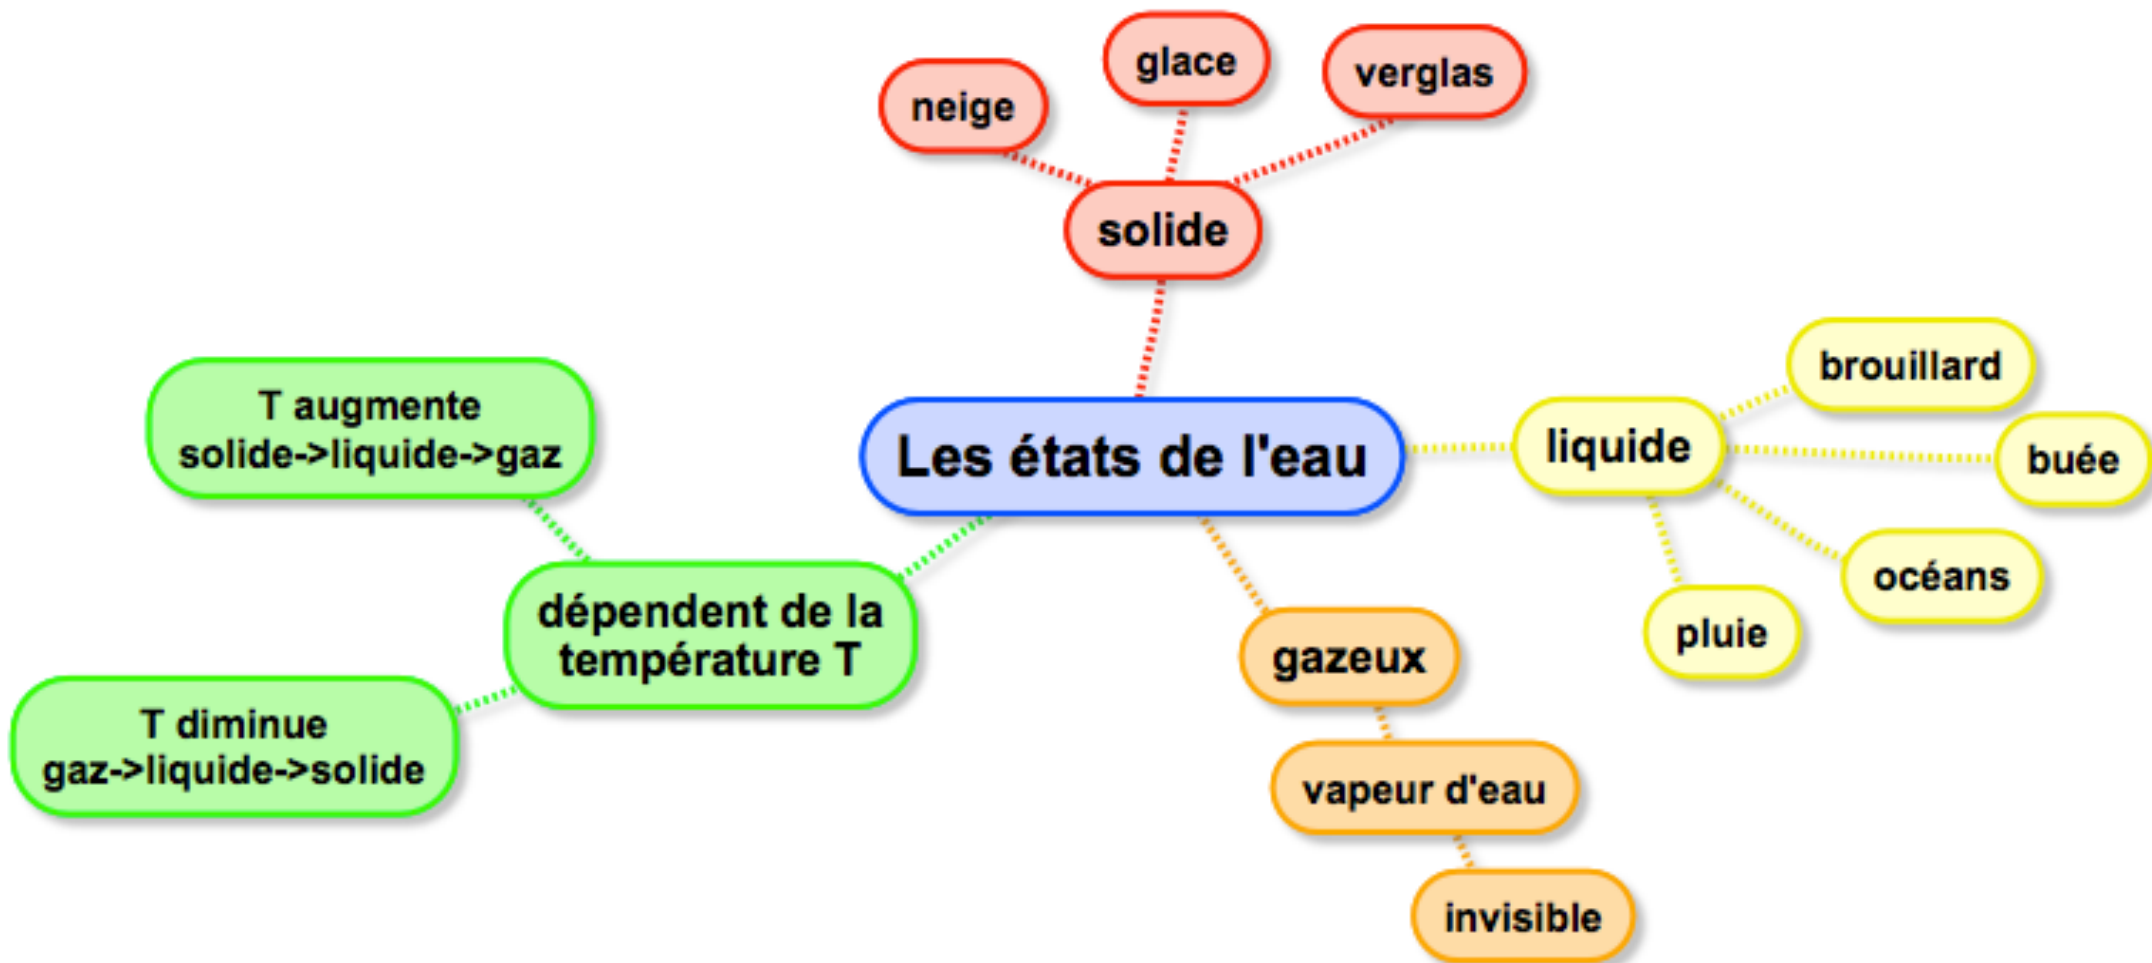 glace
verglas
neige
solide
brouillard
T augmente
solide->liquide->gaz
Les états de l'eau
liquide
buée
océans
dépendent de la
température T
pluie
gazeux
T diminue
gaz->liquide->solide
vapeur d'eau
invisible